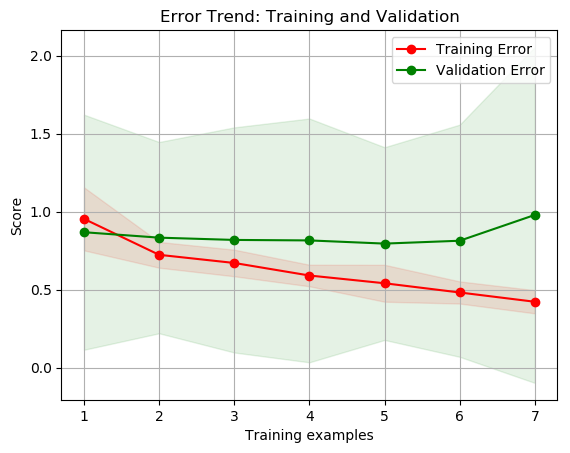 Error Trend: Training and Validation
Training Error
Validation Error
2.0
1.5
1.0
0.5
0.0
Score
1 2 3 4 5 6 7
Training examples